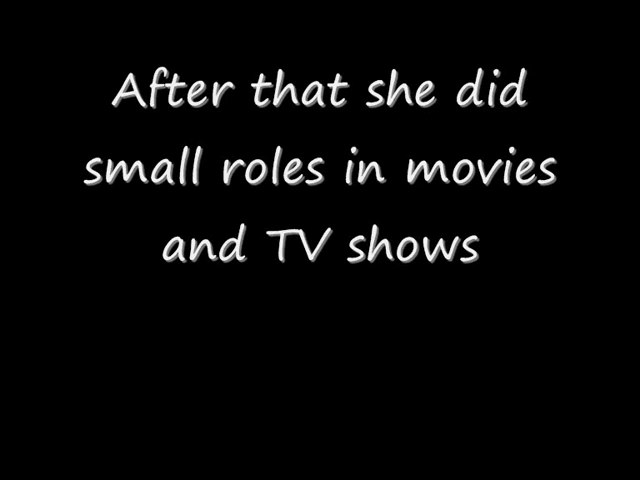 After that she did
small roles in movies
and TV shows